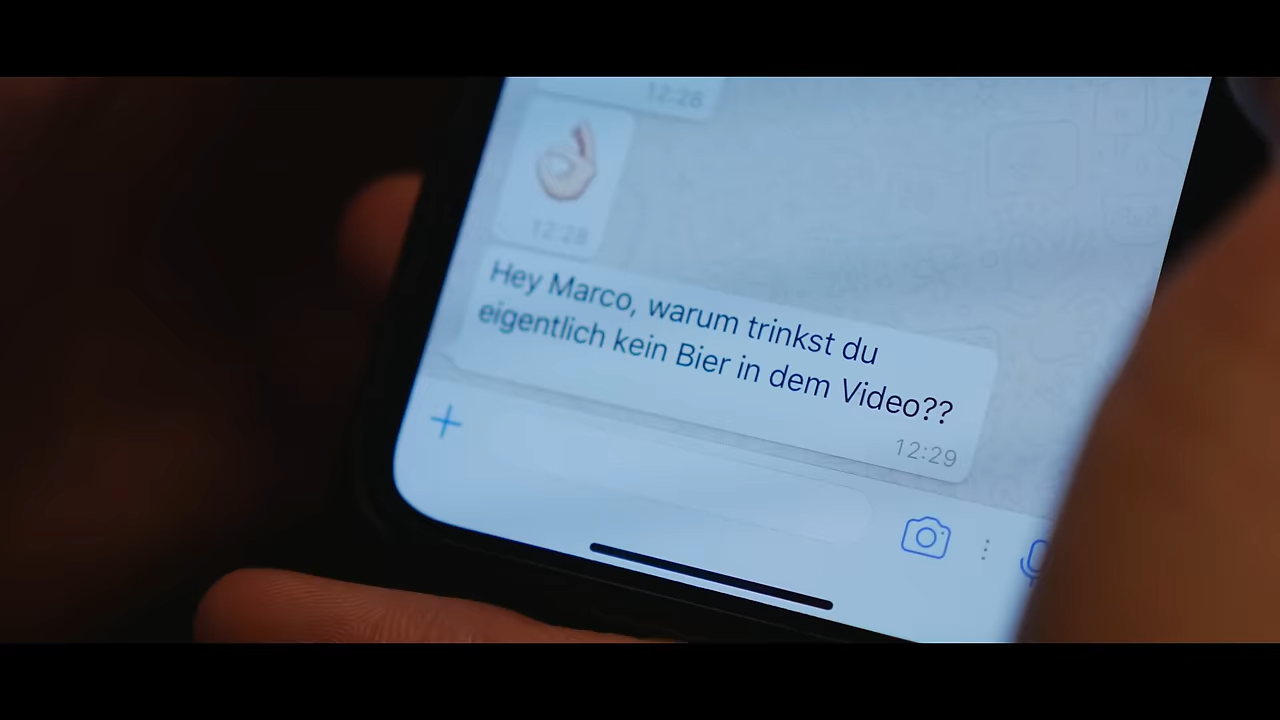 12:28
12:28
Hey Marco, warum trinkst du
eigentlich kein Bier in dem Video??
12:29